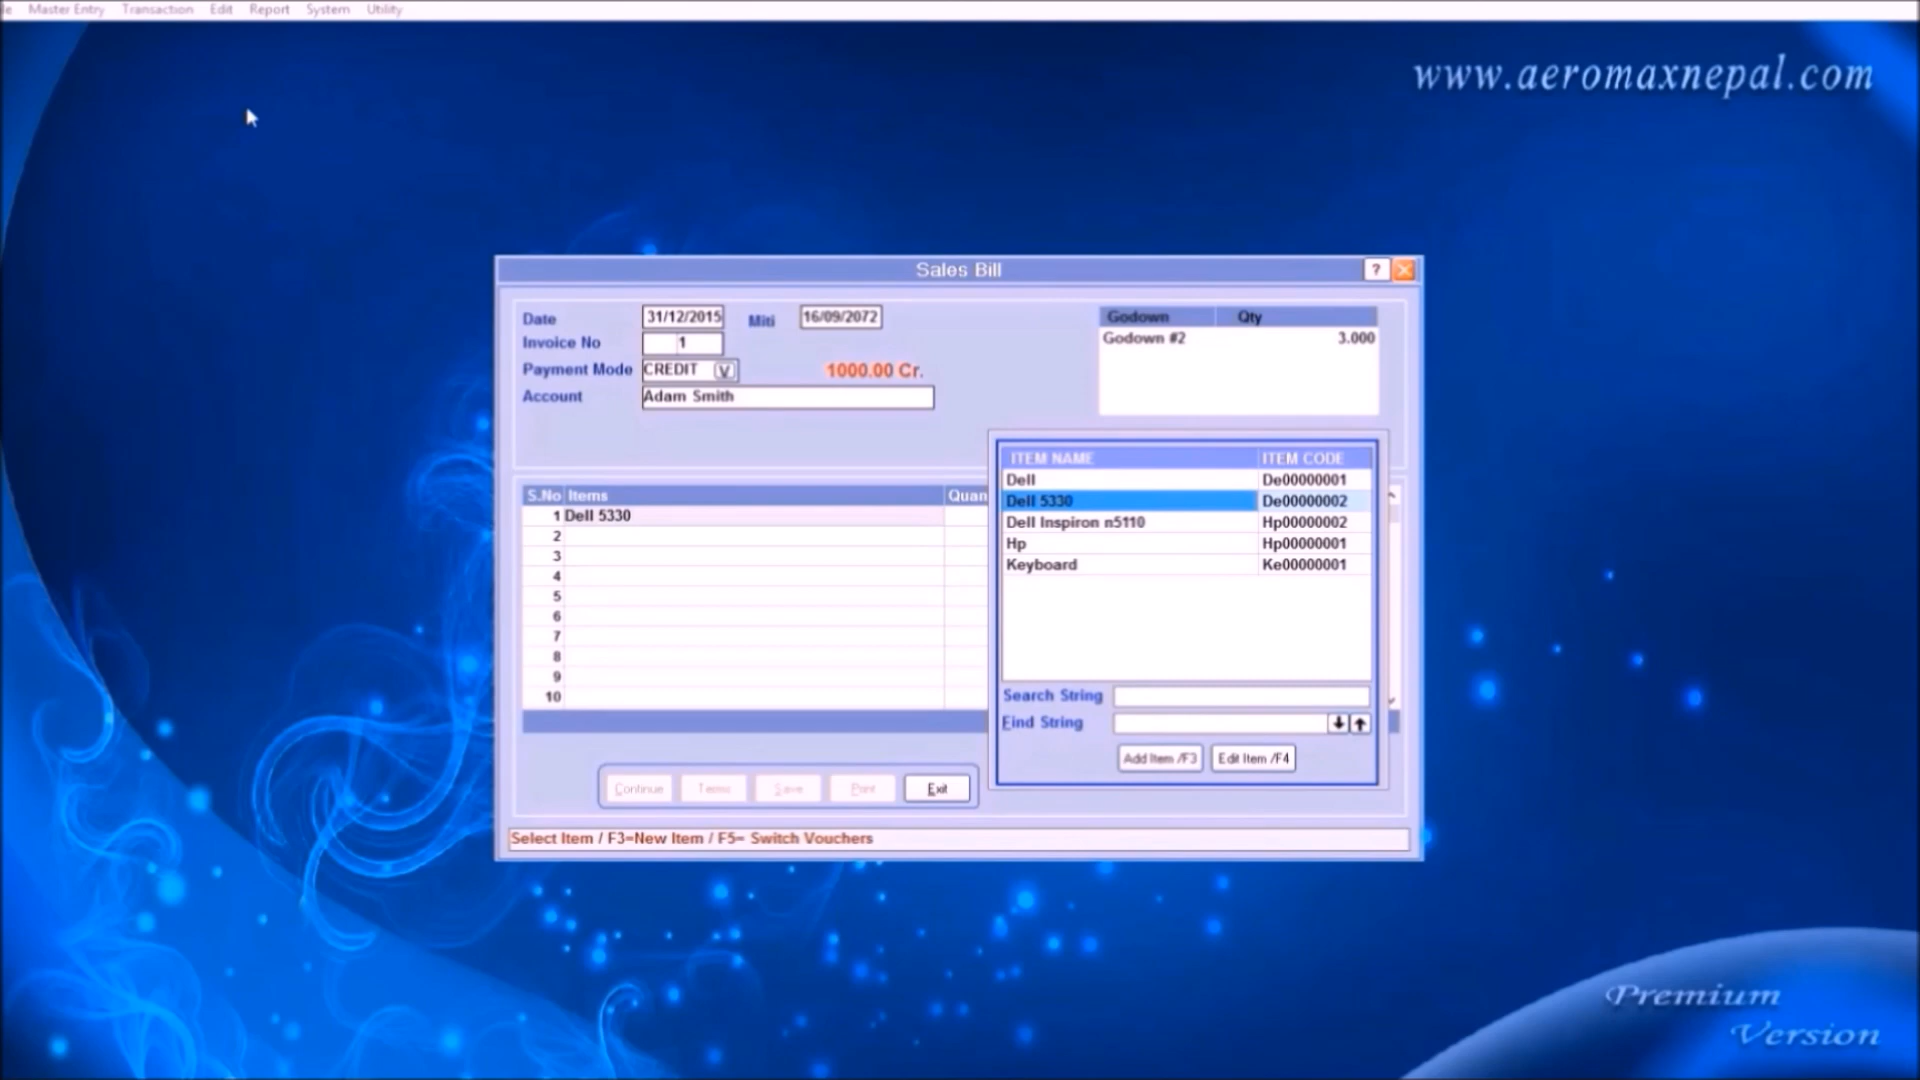 le Master Entry Transaction Edit Report System Utility
www.aeromaxnepal.com
Sales Bill ?
Date 31/12/2015 Miti 16/09/2072
Invoice No 1
Payment Mode CREDIT V 1000.00 Cr.
Account Adam Smith
Godown Qty
Godown #2 3.000
S.No Items Quan
1 Dell 5330
2
3
4
5
6
7
8
9
10
ITEM NAME ITEM CODE
Dell De00000001
Dell 5330 De00000002
Dell Inspiron n5110 Hp00000002
Hp Hp00000001
Keyboard Ke00000001
Search String
Find String
Add Item /F3 Edit Item /F4
Continue Terms Save Print Exit
Select Item / F3=New Item / F5= Switch Vouchers
Premium
Version